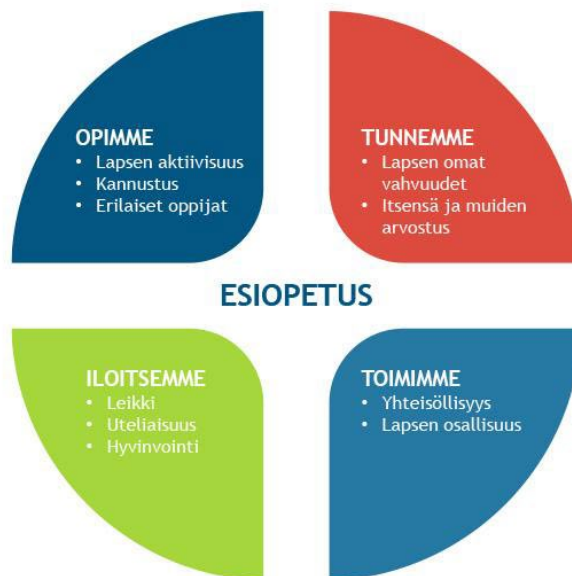 OPIMME
• Lapsen aktiivisuus
• Kannustus
• Erilaiset oppijat
TUNNEMME
• Lapsen omat
vahvuudet
• Itsensä ja muiden
arvostus
ESIOPETUS
ILOITSEMME
• Leikki
• Uteliaisuus
• Hyvinvointi
TOIMIMME
• Yhteisöllisyys
• Lapsen osallisuus